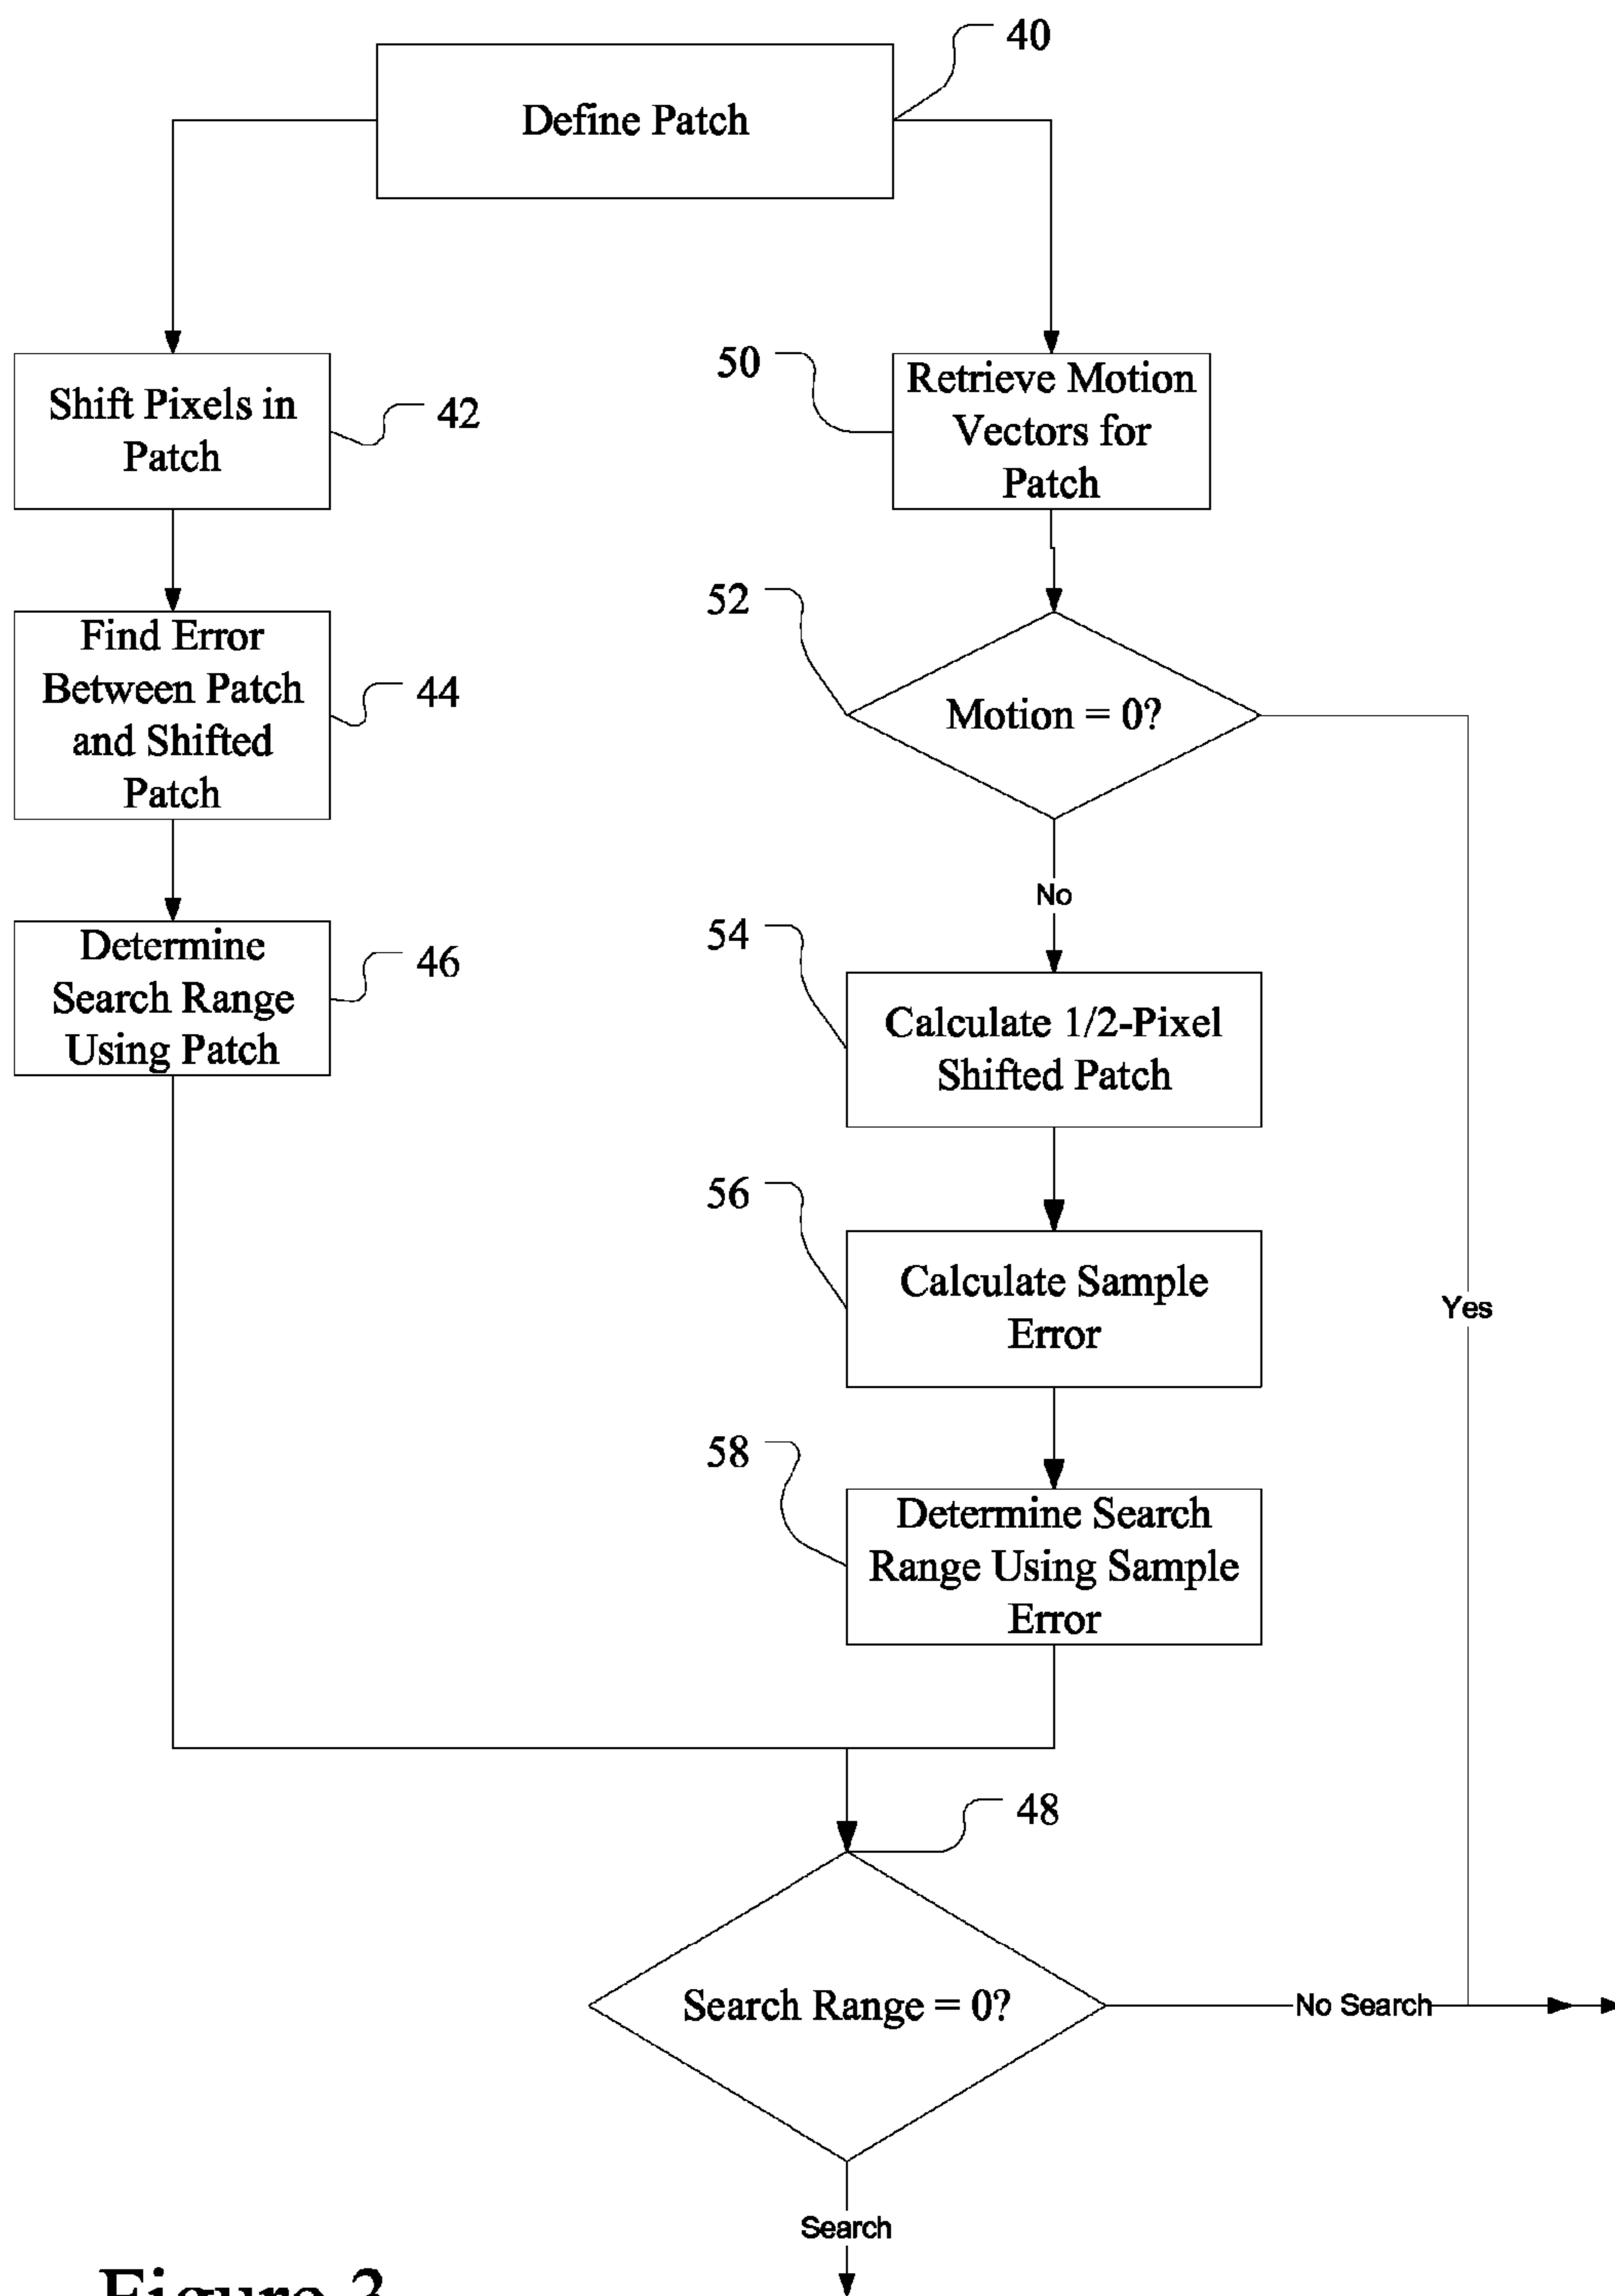 40
Define Patch
Shift Pixels in
Patch
42
50
Retrieve Motion
Vectors for
Patch
Find Error
Between Patch
and Shifted
Patch
44
52
Motion = 0?
No
Determine
Search Range
Using Patch
46
54
Calculate 1/2-Pixel
Shifted Patch
56
Calculate Sample
Error
Yes
58
Determine Search
Range Using Sample
Error
48
Search Range = 0?
No Search
Search
Figure